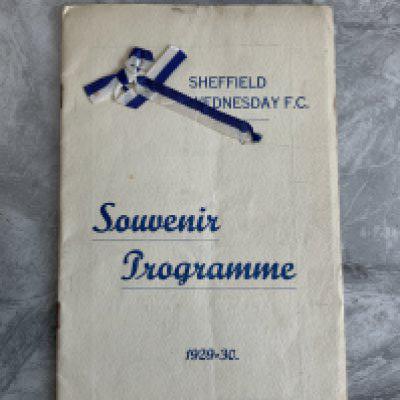 SHEFFIELD
WEDNESDAY F.C.
Souvenir
Programme
1929-30.